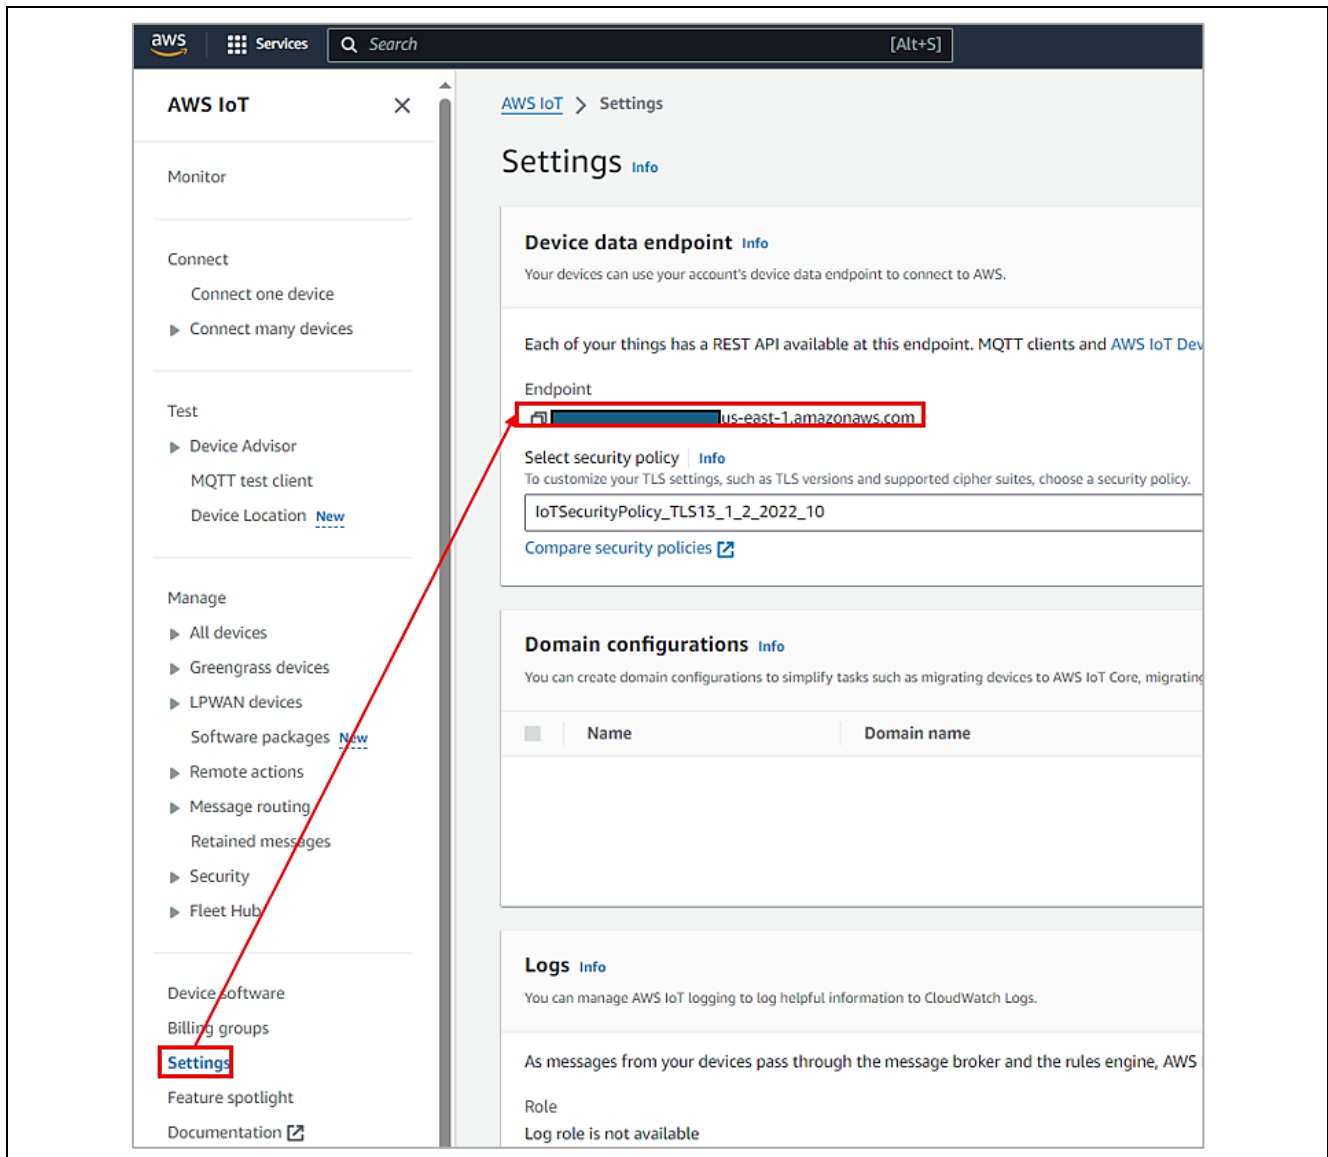 aws
Services
Search
[Alt+S]
AWS IoT
Monitor
Connect
Connect one device
Connect many devices
Test
Device Advisor
MQTT test client
Device Location New
Manage
All devices
Greengrass devices
LPWAN devices
Software packages New
Remote actions
Message routing
Retained messages
Security
Fleet Hub
Device software
Billing groups
Settings
Feature spotlight
Documentation
AWS IoT > Settings
Settings Info
Device data endpoint Info
Your devices can use your account's device data endpoint to connect to AWS.
Each of your things has a REST API available at this endpoint. MQTT clients and AWS IoT Dev
Endpoint
us-east-1.amazonaws.com
Select security policy Info
To customize your TLS settings, such as TLS versions and supported cipher suites, choose a security policy.
IoTSecurityPolicy_TLS13_1_2_2022_10
Compare security policies
Domain configurations Info
You can create domain configurations to simplify tasks such as migrating devices to AWS IoT Core, migrating
Name Domain name
Logs Info
You can manage AWS IoT logging to log helpful information to CloudWatch Logs.
As messages from your devices pass through the message broker and the rules engine, AWS
Role
Log role is not available